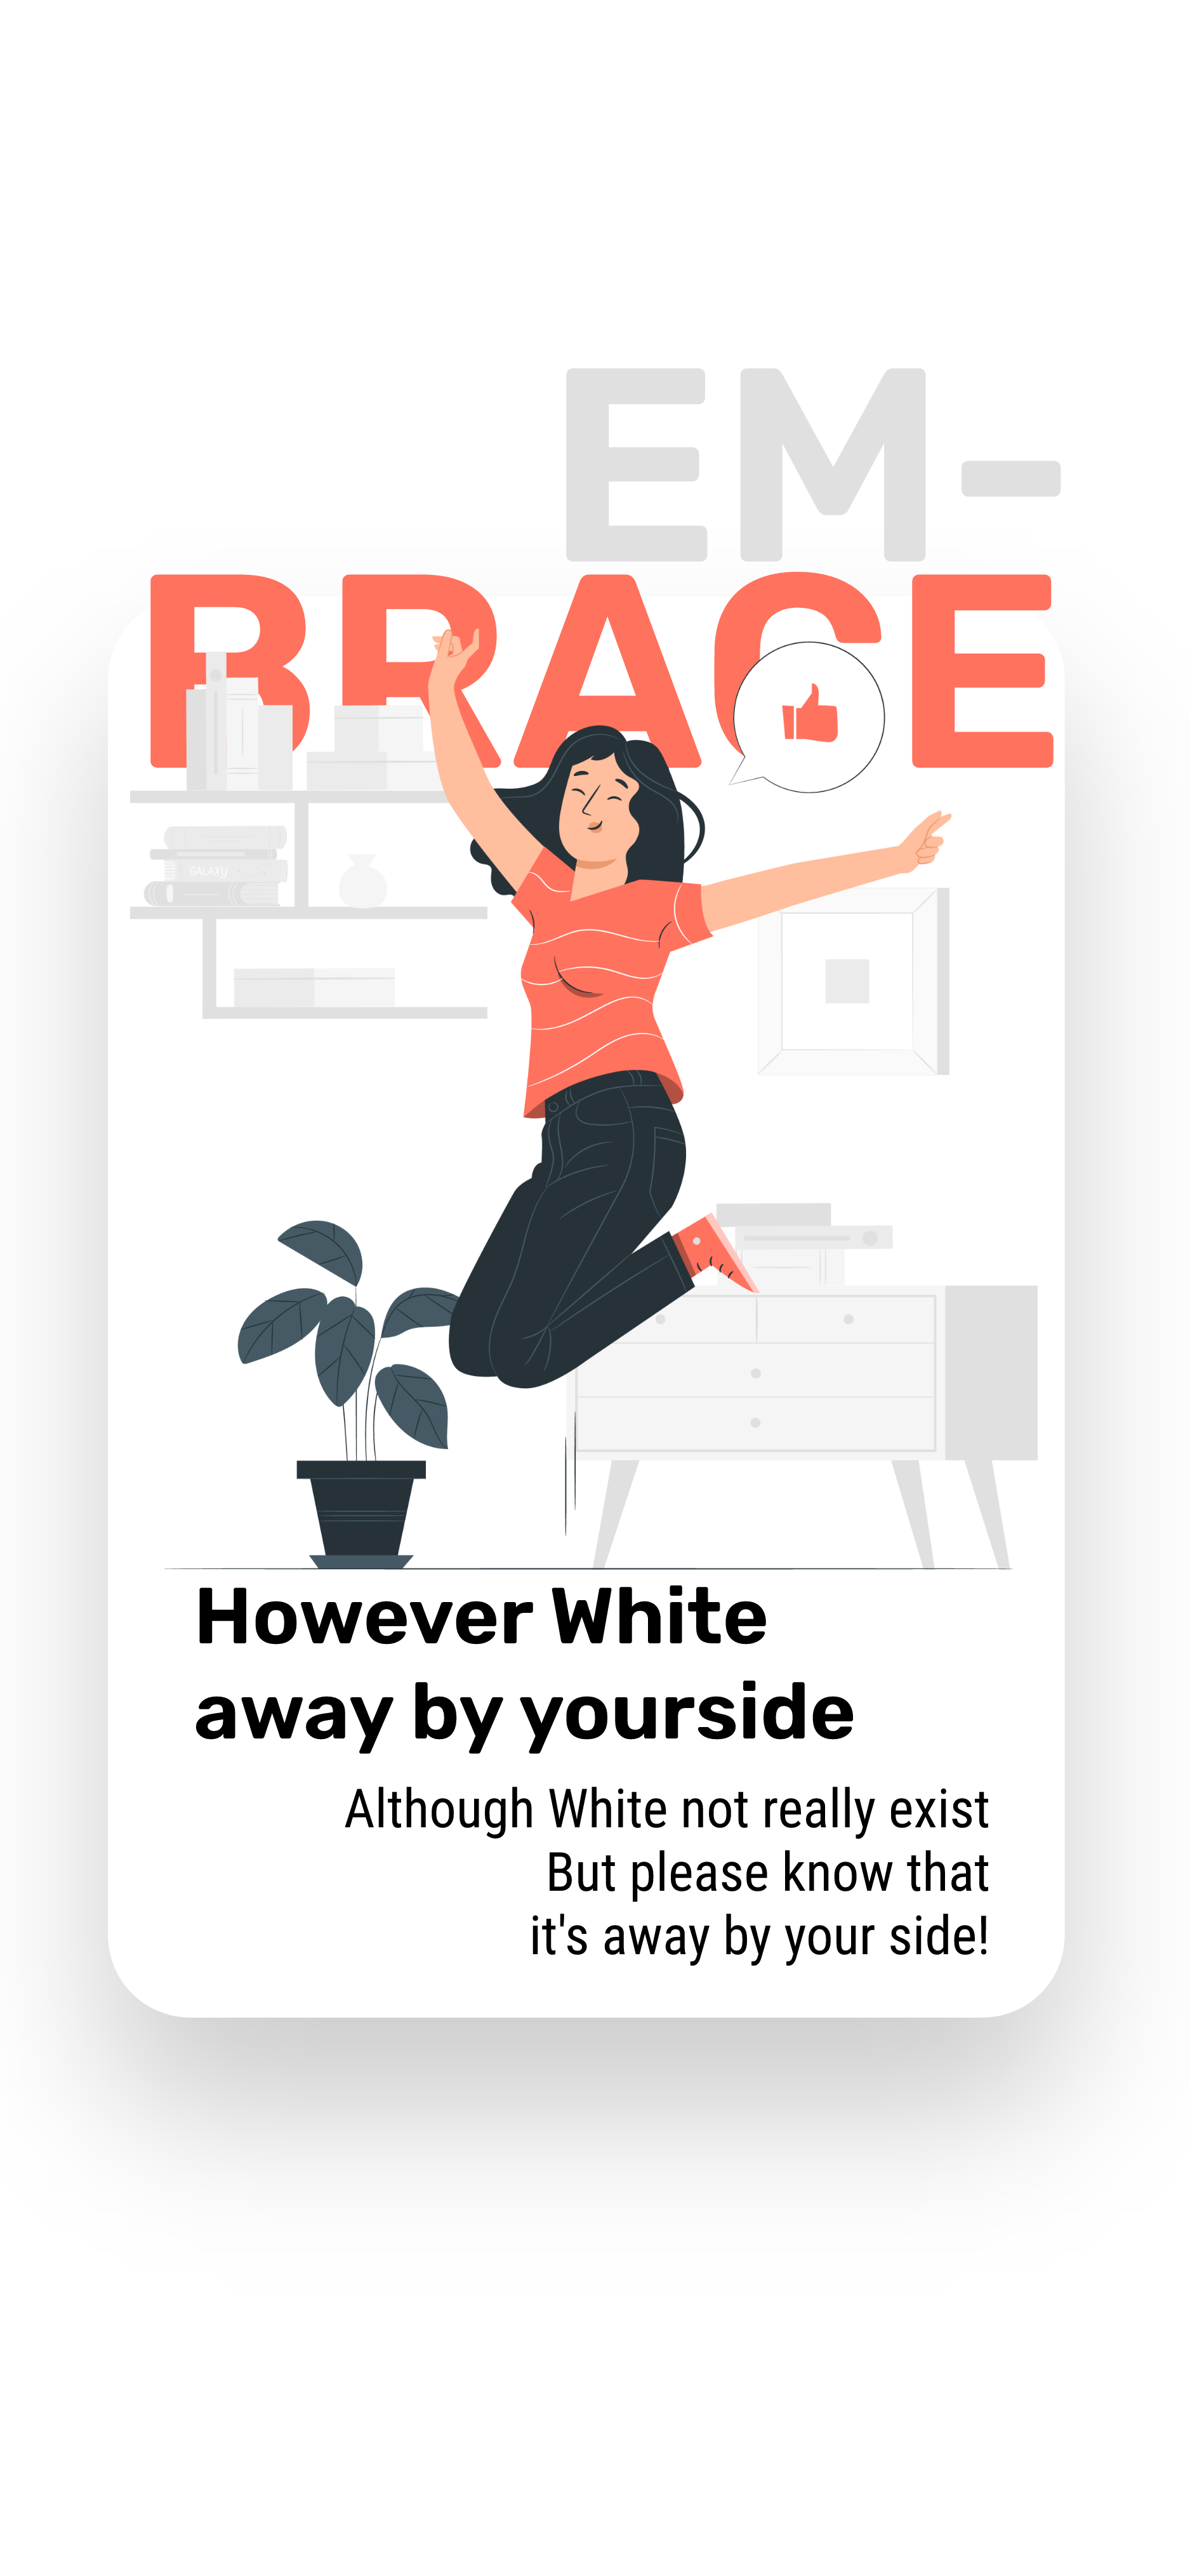 EM-
BRACE
GALAXY
However White
away by yourside
Although White not really exist
But please know that
it's away by your side!